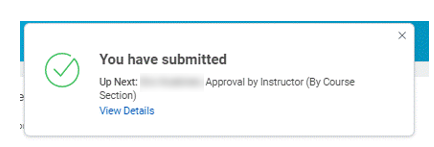 You have submitted
Up Next: Approval by Instructor (By Course
Section)
View Details